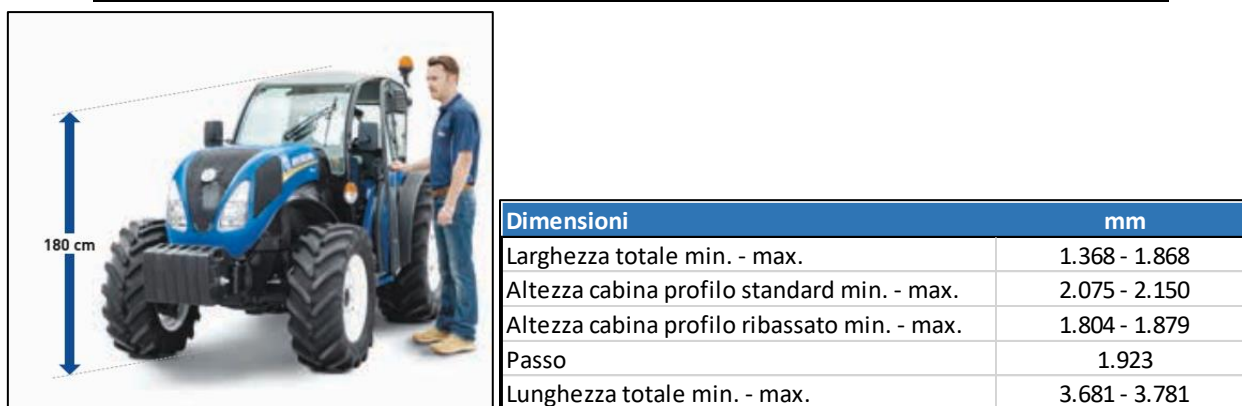 180 cm
Dimensioni mm
Larghezza totale min. - max. 1.368 - 1.868
Altezza cabina profilo standard min. - max. 2.075 - 2.150
Altezza cabina profilo ribassato min. - max. 1.804 - 1.879
Passo 1.923
Lunghezza totale min. - max. 3.681 - 3.781